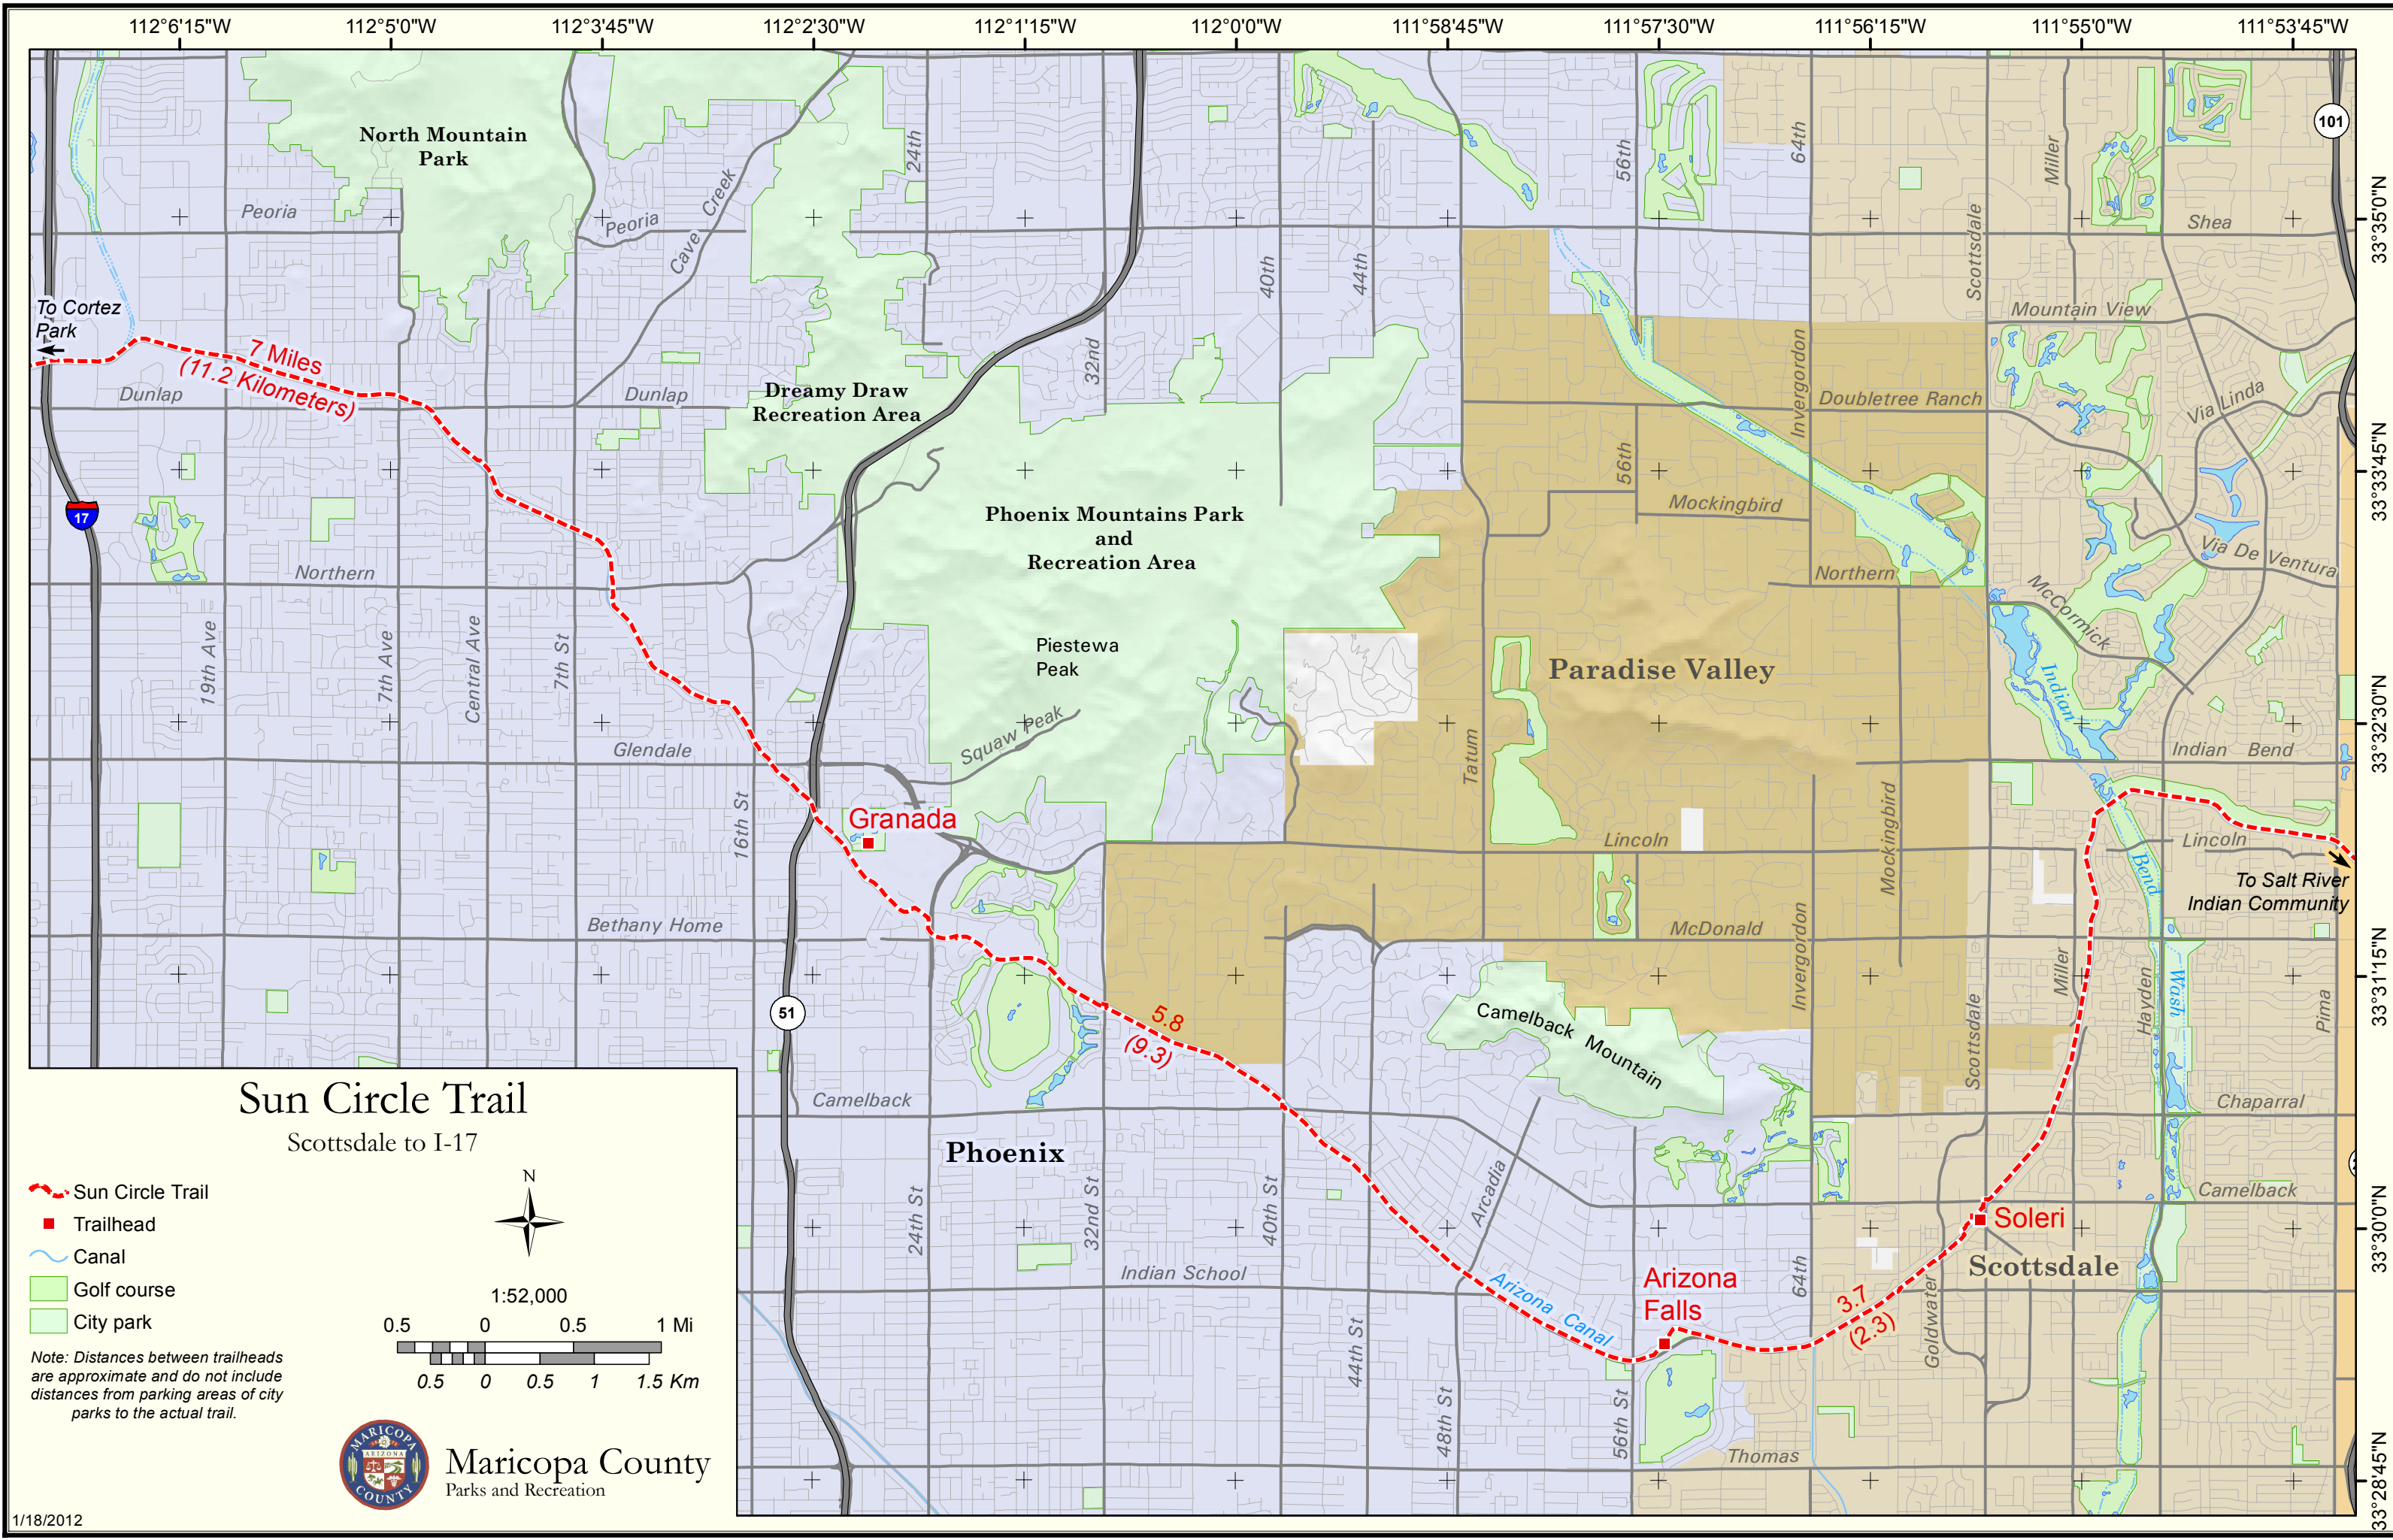 112°6'15"W
112°5'0"W
112°3'45"W
112°2'30"W
112°1'15"W
112°0'0"W
111°58'45"W
111°57'30"W
111°56'15"W
111°55'0"W
111°53'45"W
North Mountain
Park
24th
56th
64th
Miller
101
Peoria
Peoria
Cave Creek
Shea
33°35'0"N
40th
44th
Scottsdale
To Cortez
Park
Mountain View
7 Miles
(11.2 Kilometers)
32nd
Invergordon
Dunlap
Dunlap
Dreamy Draw
Recreation Area
Doubletree Ranch
Via Linda
33°33'45"N
56th
Mockingbird
17
Phoenix Mountains Park
and
Recreation Area
Via De Ventura
Northern
Northern
McCormick
19th Ave
7th Ave
Central Ave
7th St
Piestewa
Peak
Paradise Valley
Indian
33°32'30"N
Squaw Peak
Glendale
Tatum
Indian Bend
16th St
Granada
Mockingbird
Lincoln
Lincoln
Bend
To Salt River
Indian Community
Bethany Home
McDonald
Invergordon
Miller
Hayden
Wash
Pima
33°31'15"N
51
5.8
(9.3)
Camelback Mountain
Scottsdale
Camelback
Chaparral
Sun Circle Trail
Scottsdale to I-17
Phoenix
Arcadia
Camelback
N
Sun Circle Trail
Trailhead
Canal
Golf course
City park
24th St
32nd St
40th St
Soleri
33°30'0"N
Scottsdale
Indian School
Arizona Canal
Arizona
Falls
64th
3.7
(2.3)
Goldwater
1:52,000
0.5 0 0.5 1 Mi
0.5 0 0.5 1 1.5 Km
44th St
48th St
56th St
Thomas
33°28'45"N
Note: Distances between trailheads
are approximate and do not include
distances from parking areas of city
parks to the actual trail.
MARICOPA
ARIZONA
COUNTY
Maricopa County
Parks and Recreation
1/18/2012